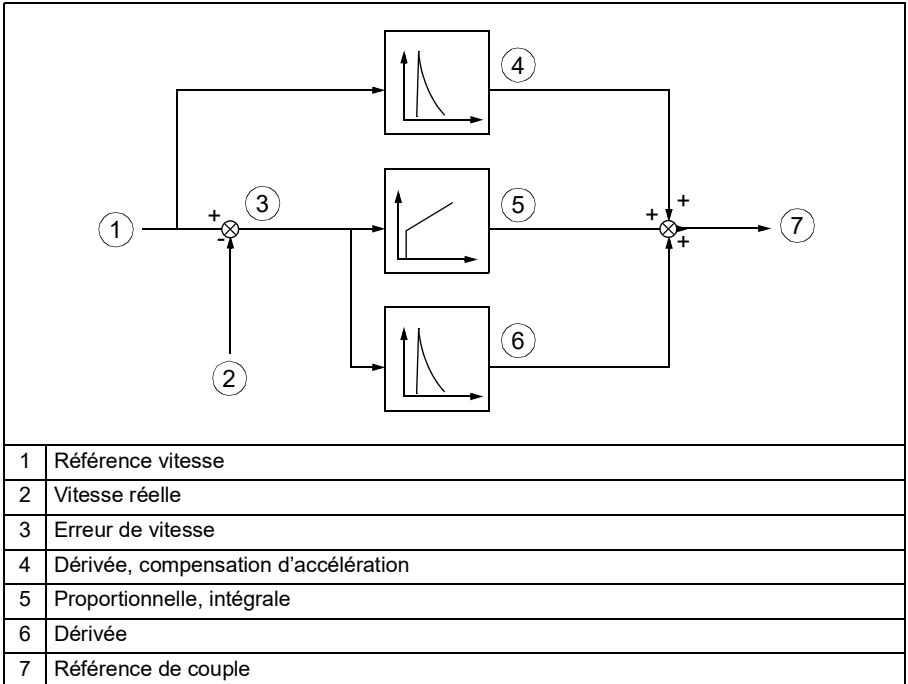 4
+
3
5
+
+
1
-
+
7
6
2
1 Référence vitesse
2 Vitesse réelle
3 Erreur de vitesse
4 Dérivée, compensation d’accélération
5 Proportionnelle, intégrale
6 Dérivée
7 Référence de couple